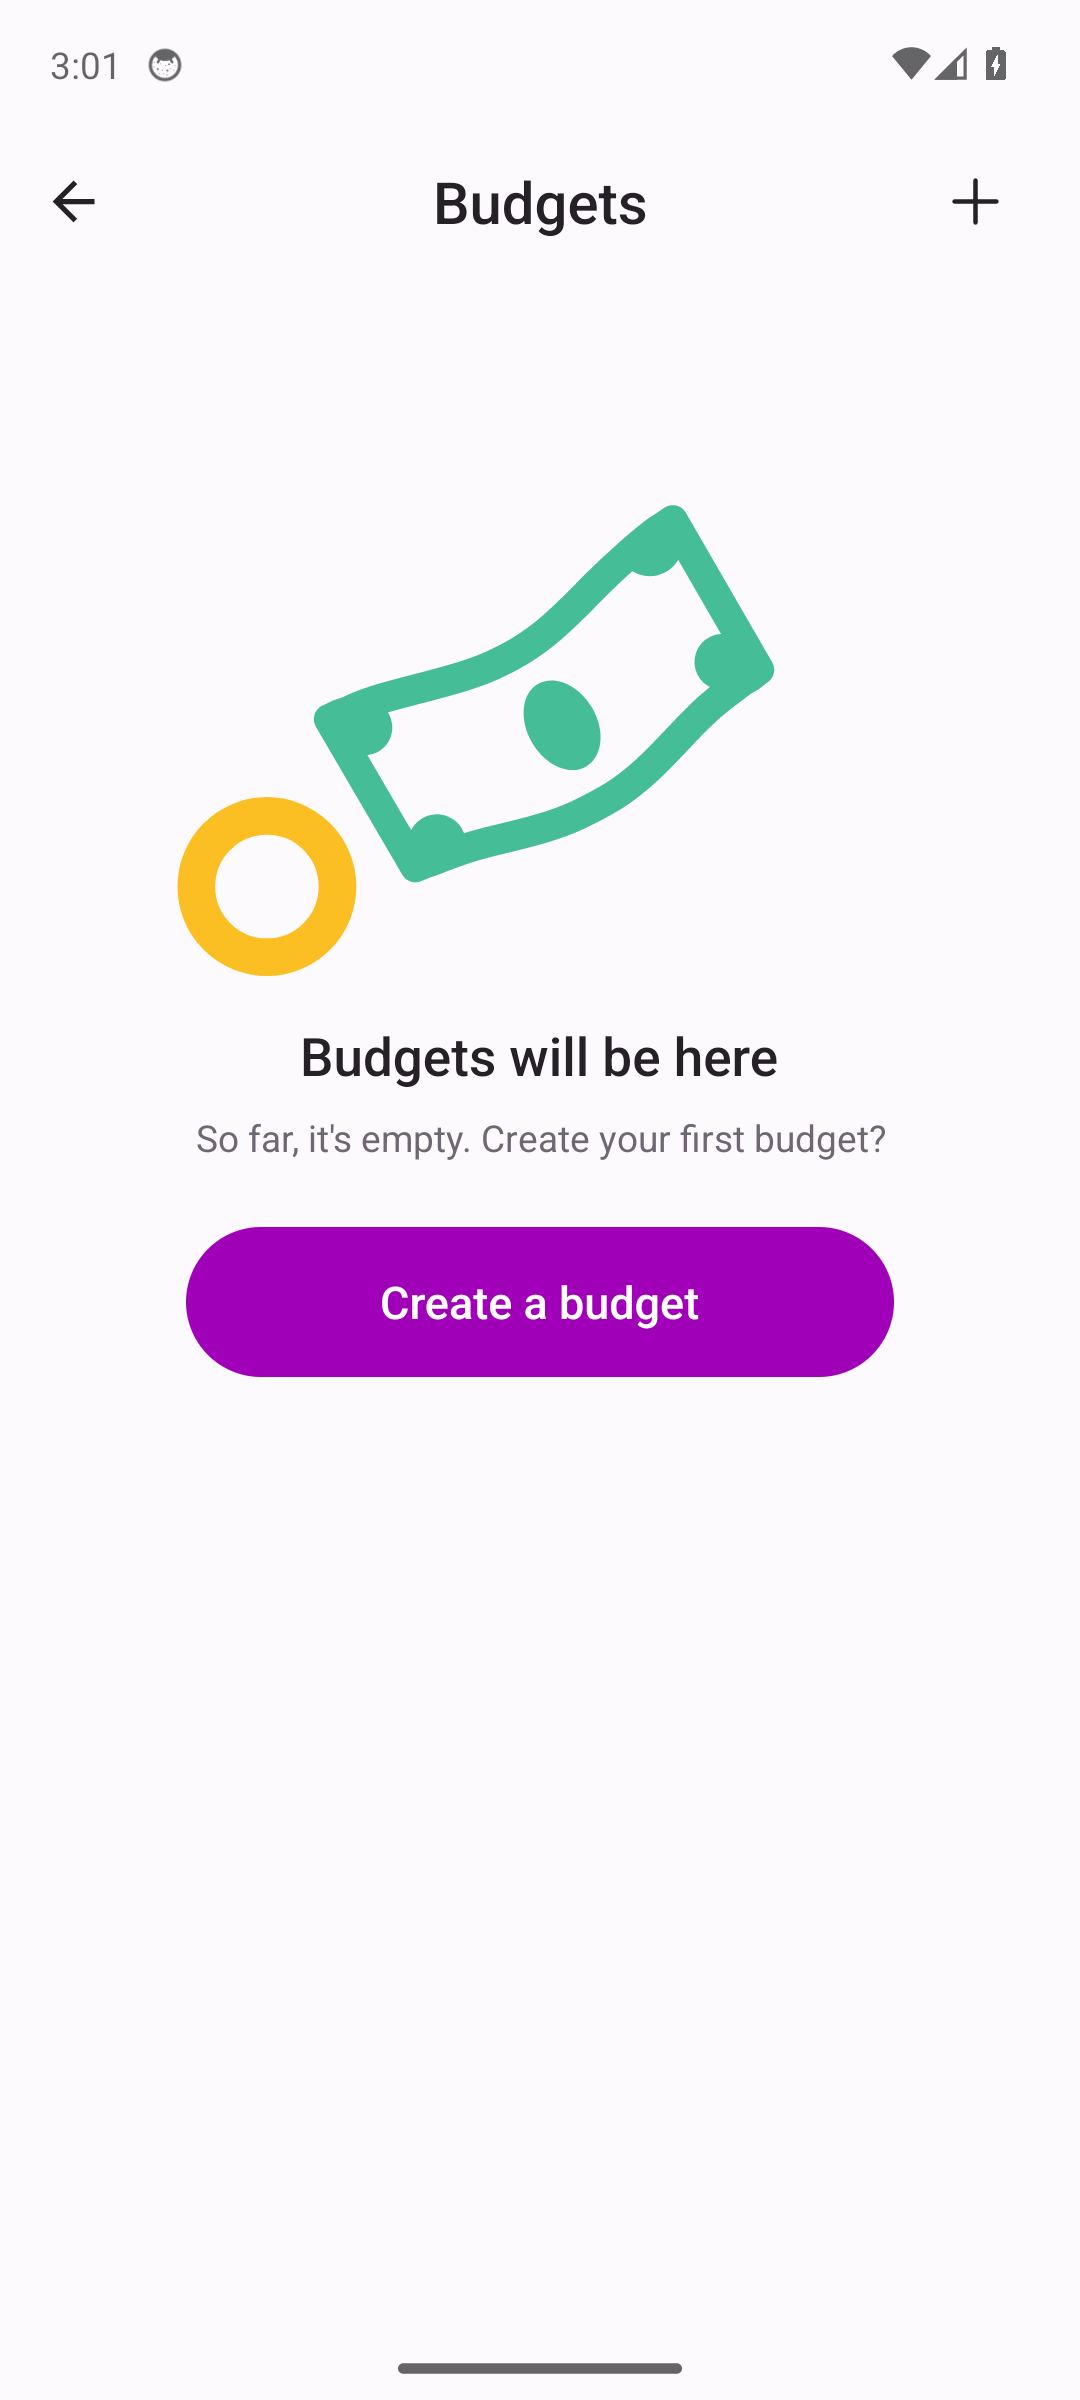 3:01
Budgets
Budgets will be here
So far, it's empty. Create your first budget?
Create a budget